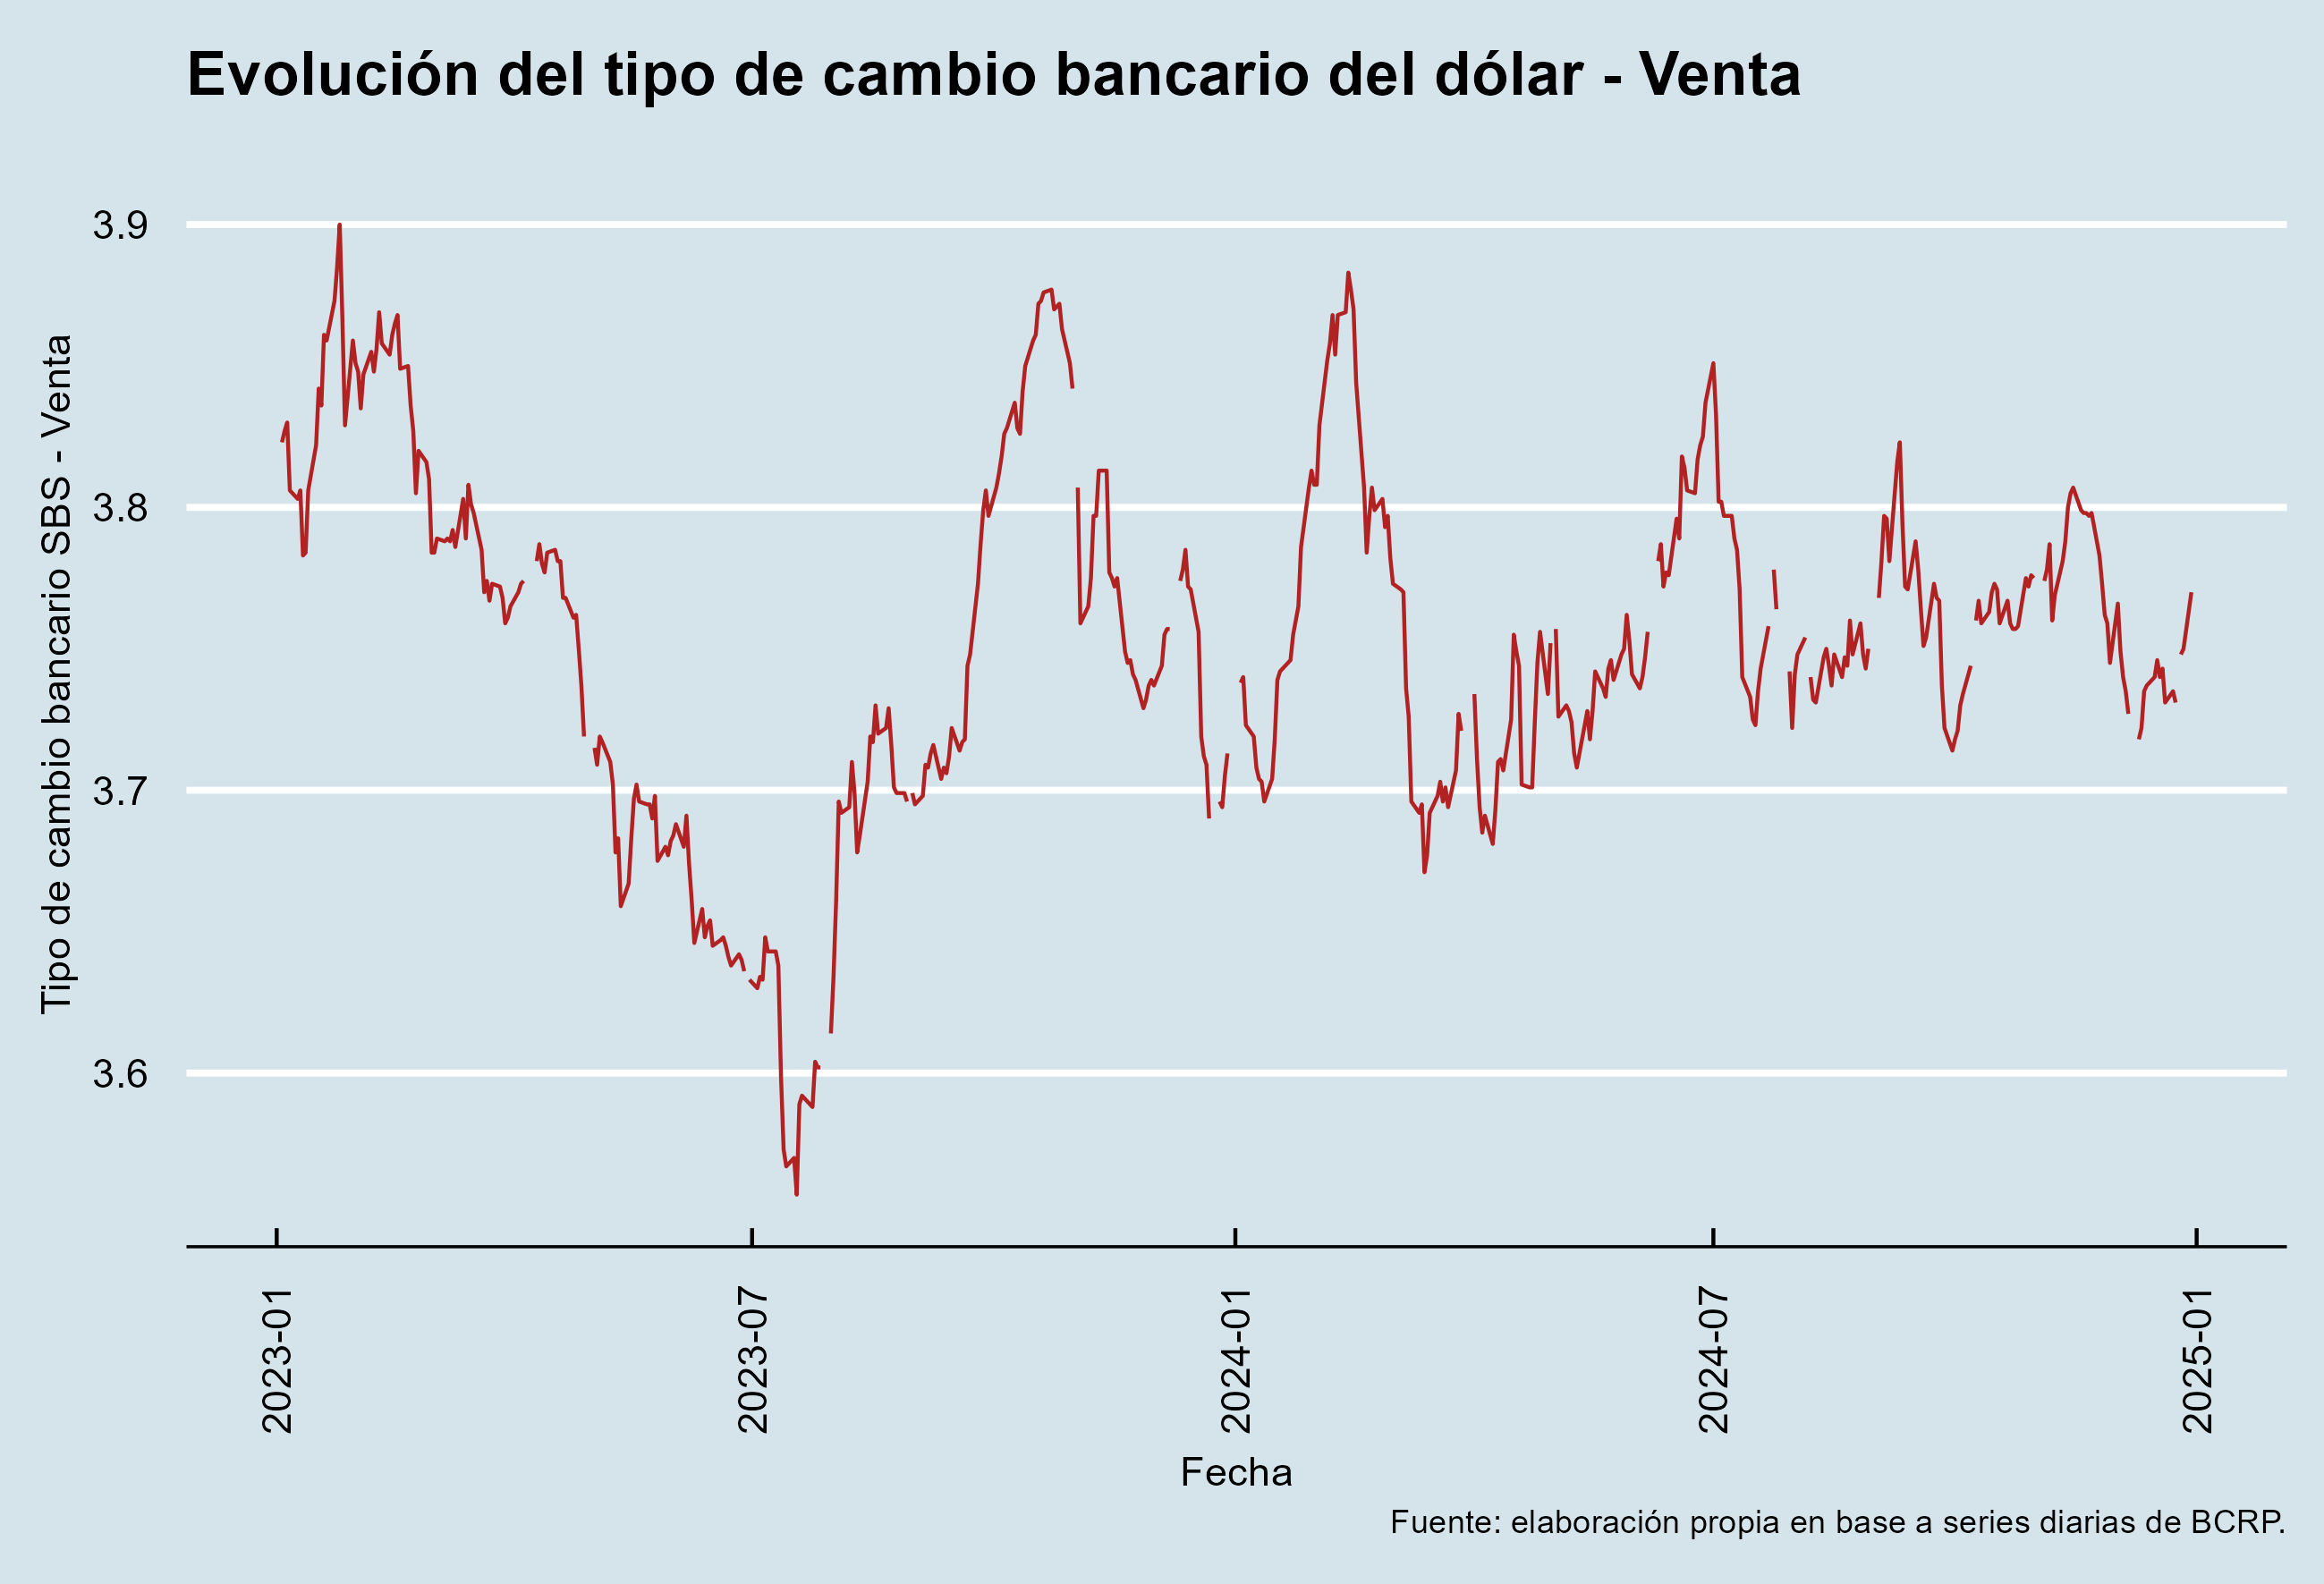 Evolución del tipo de cambio bancario del dólar - Venta
Tipo de cambio bancario SBS - Venta
3.9
3.8
3.7
3.6
2023-01
2023-07
2024-01
2024-07
2025-01
Fecha
Fuente: elaboración propia en base a series diarias de BCRP.